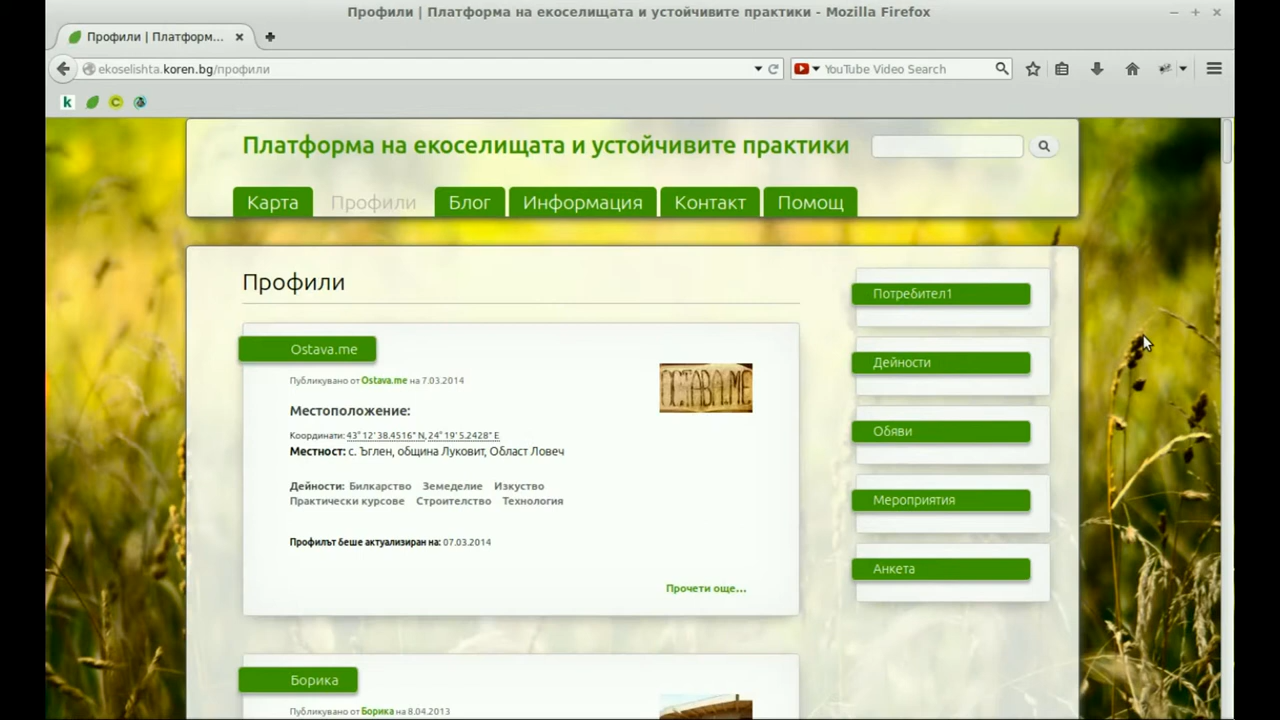 Профили | Платформа на екоселищата и устойчивите практики - Mozilla Firefox
Профили | Платформ...
ekoselishta.koren.bg/профили
YouTube Video Search
Платформа на екоселищата и устойчивите практики
Карта Профили Блог Информация Контакт Помощ
Профили
Ostava.me
Публикувано от Ostava.me на 7.03.2014
ОСТАВА.МЕ
Местоположение:
Координати: 43° 12' 38.4516" N, 24° 19' 5.2428" E
Местност: с. Ъглен, община Луковит, Област Ловеч
Дейности: Билкарство Земеделие Изкуство
Практически курсове Строителство Технология
Профилът беше актуализиран на: 07.03.2014
Прочети още...
Борика
Публикувано от Борика на 8.04.2013
Потребител1
Дейности
Обяви
Мероприятия
Анкета